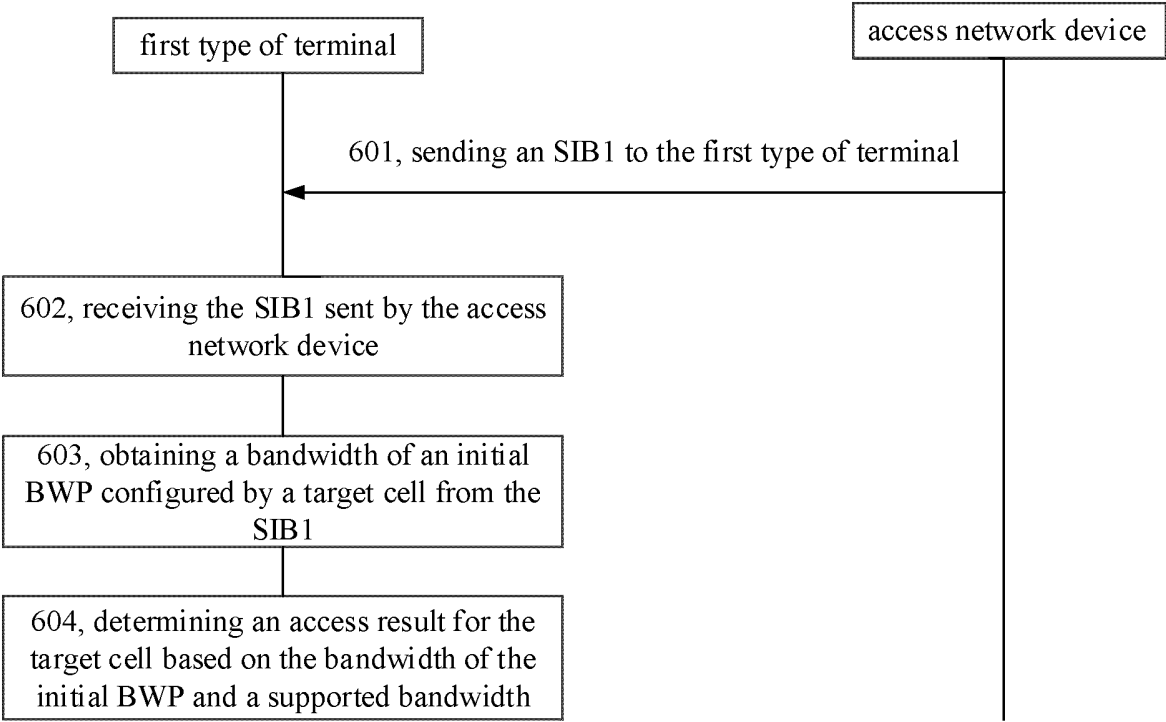 first type of terminal
access network device
601, sending an SIB1 to the first type of terminal
602, receiving the SIB1 sent by the access
network device
603, obtaining a bandwidth of an initial
BWP configured by a target cell from the
SIB1
604, determining an access result for the
target cell based on the bandwidth of the
initial BWP and a supported bandwidth